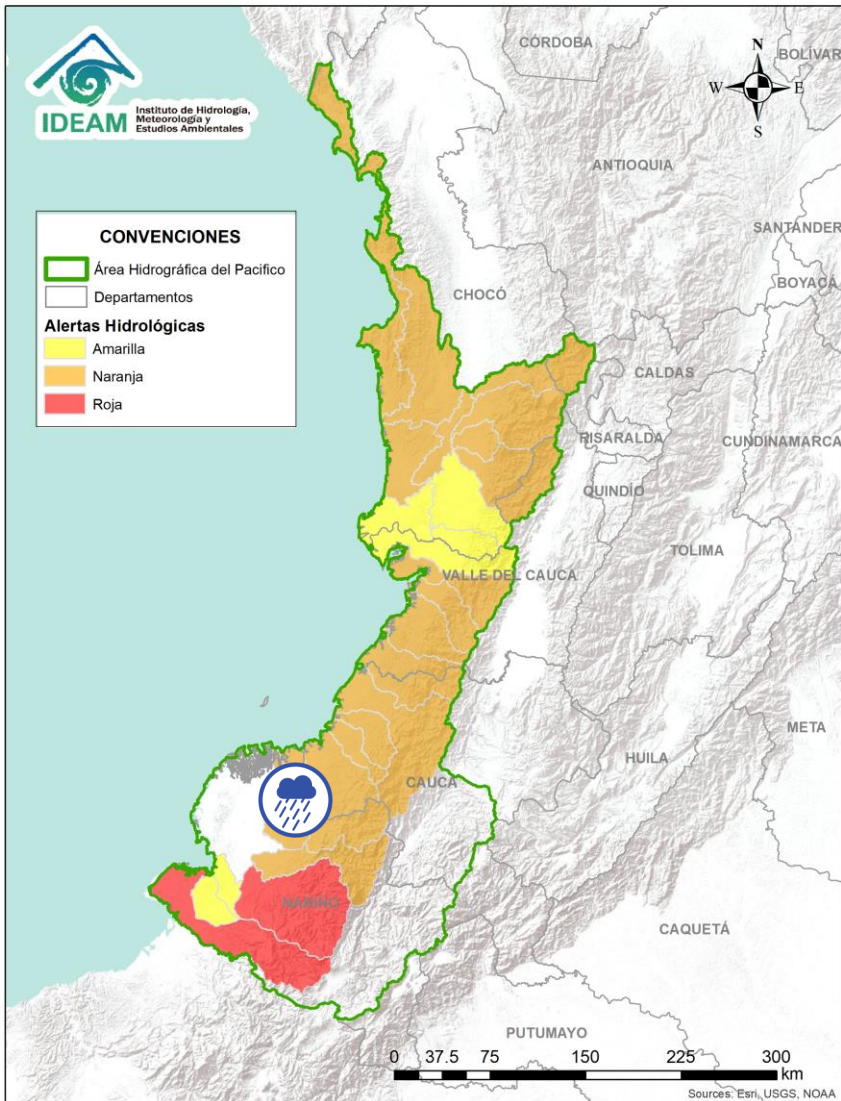 IDEAM
Instituto de Hidrología,
Meteorología y
Estudios Ambientales
N
W E
S
CONVENCIONES
Área Hidrográfica del Pacifico
Departamentos
Alertas Hidrológicas
Amarilla
Naranja
Roja
CÓRDOBA
BOLÍVAR
ANTIOQUIA
SANTANDER
BOYACÁ
CHOCÓ
CALDAS
RISARALDA
CUNDINAMARCA
QUINDÍO
TOLIMA
VALLE DEL CAUCA
META
HUILA
CAUCA
NARIÑO
CAQUETÁ
PUTUMAYO
0 37.5 75 150 225 300
km
Sources: Esri, USGS, NOAA